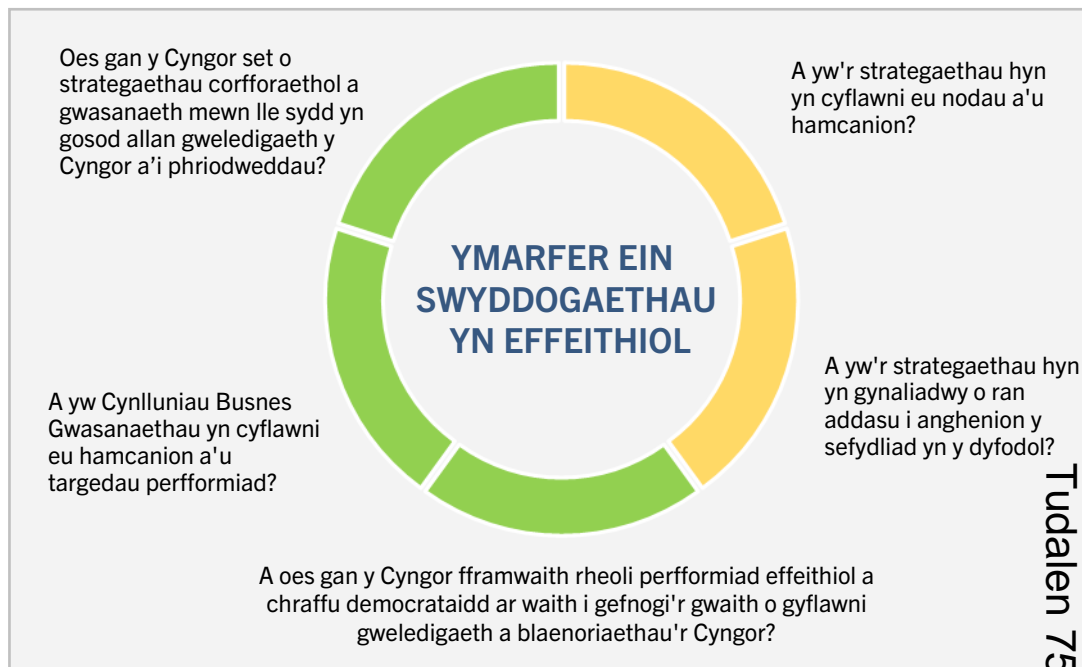 Oes gan y Cyngor set o
strategaethau corfforaethol a
gwasanaeth mewn lle sydd yn
gosod allan gweledigaeth y
Cyngor a'i phriodweddau?
A yw'r strategaethau hyn
yn cyflawni eu nodau a'u
hamcanion?
YMARFER EIN
SWYDDOGAETHAU
YN EFFEITHIOL
A yw'r strategaethau hyn
yn gynaliadwy o ran
addasu i anghenion y
sefydliad yn y dyfodol?
A yw Cynlluniau Busnes
Gwasanaethau yn cyflawni
eu hamcanion a'u
targedau perfformiad?
A oes gan y Cyngor fframwaith rheoli perfformiad effeithiol a
chraffu democrataidd ar waith i gefnogi'r gwaith o gyflawni
gweledigaeth a blaenoriaethau'r Cyngor?
Tudalen 75